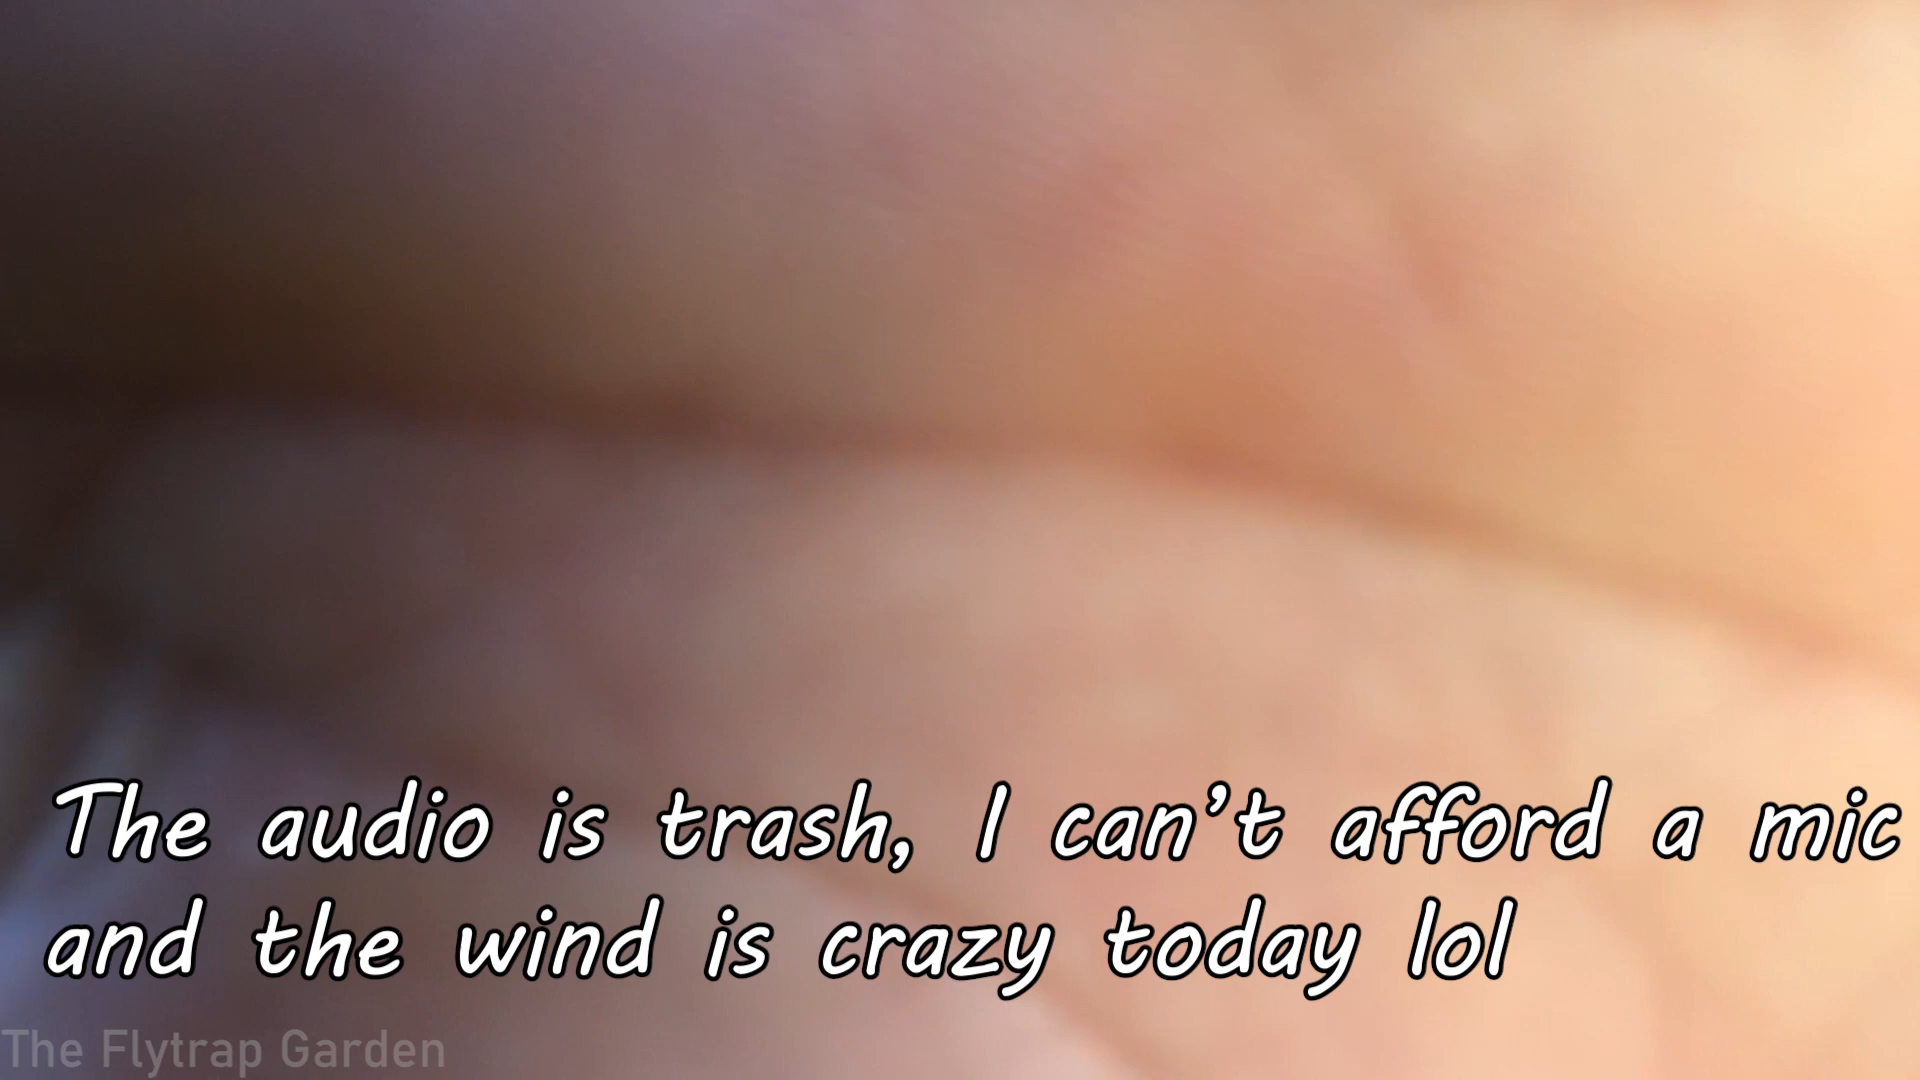 The audio is trash, I can’t afford a mic
and the wind is crazy today lol
The Flytrap Garden